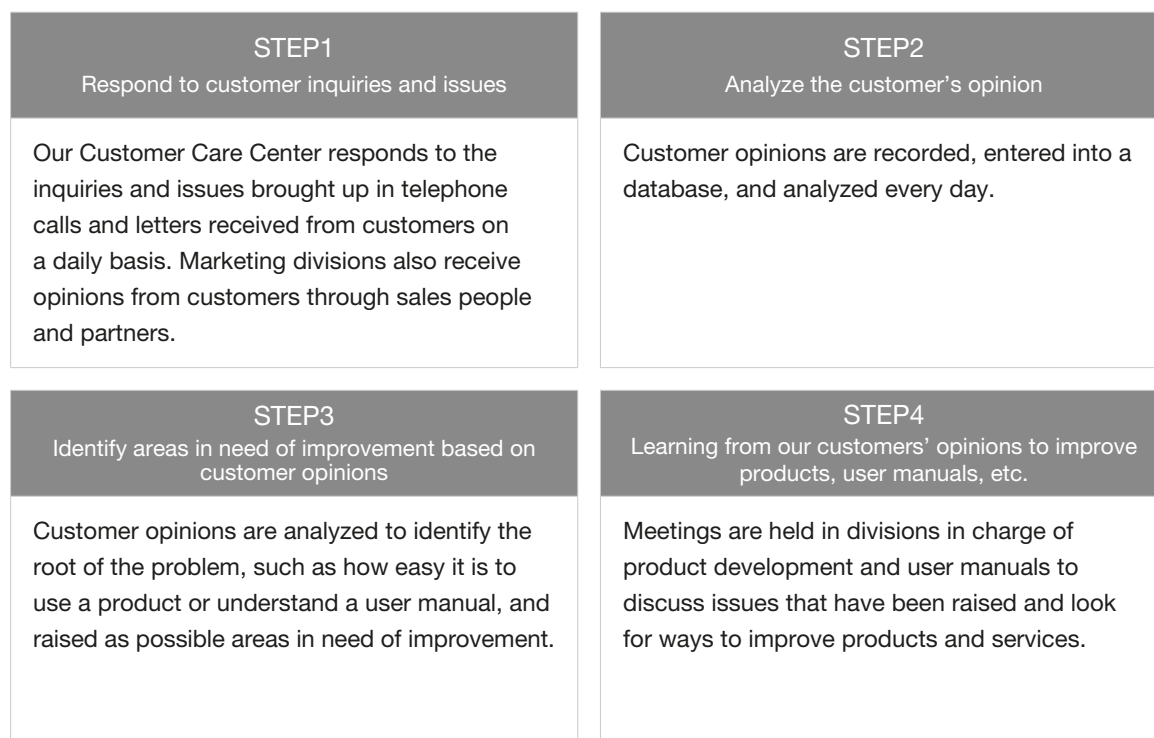 STEP1
Respond to customer inquiries and issues
Our Customer Care Center responds to the
inquiries and issues brought up in telephone
calls and letters received from customers on
a daily basis. Marketing divisions also receive
opinions from customers through sales people
and partners.
STEP2
Analyze the customer’s opinion
Customer opinions are recorded, entered into a
database, and analyzed every day.
STEP3
Identify areas in need of improvement based on
customer opinions
Customer opinions are analyzed to identify the
root of the problem, such as how easy it is to
use a product or understand a user manual, and
raised as possible areas in need of improvement.
STEP4
Learning from our customers’ opinions to improve
products, user manuals, etc.
Meetings are held in divisions in charge of
product development and user manuals to
discuss issues that have been raised and look
for ways to improve products and services.